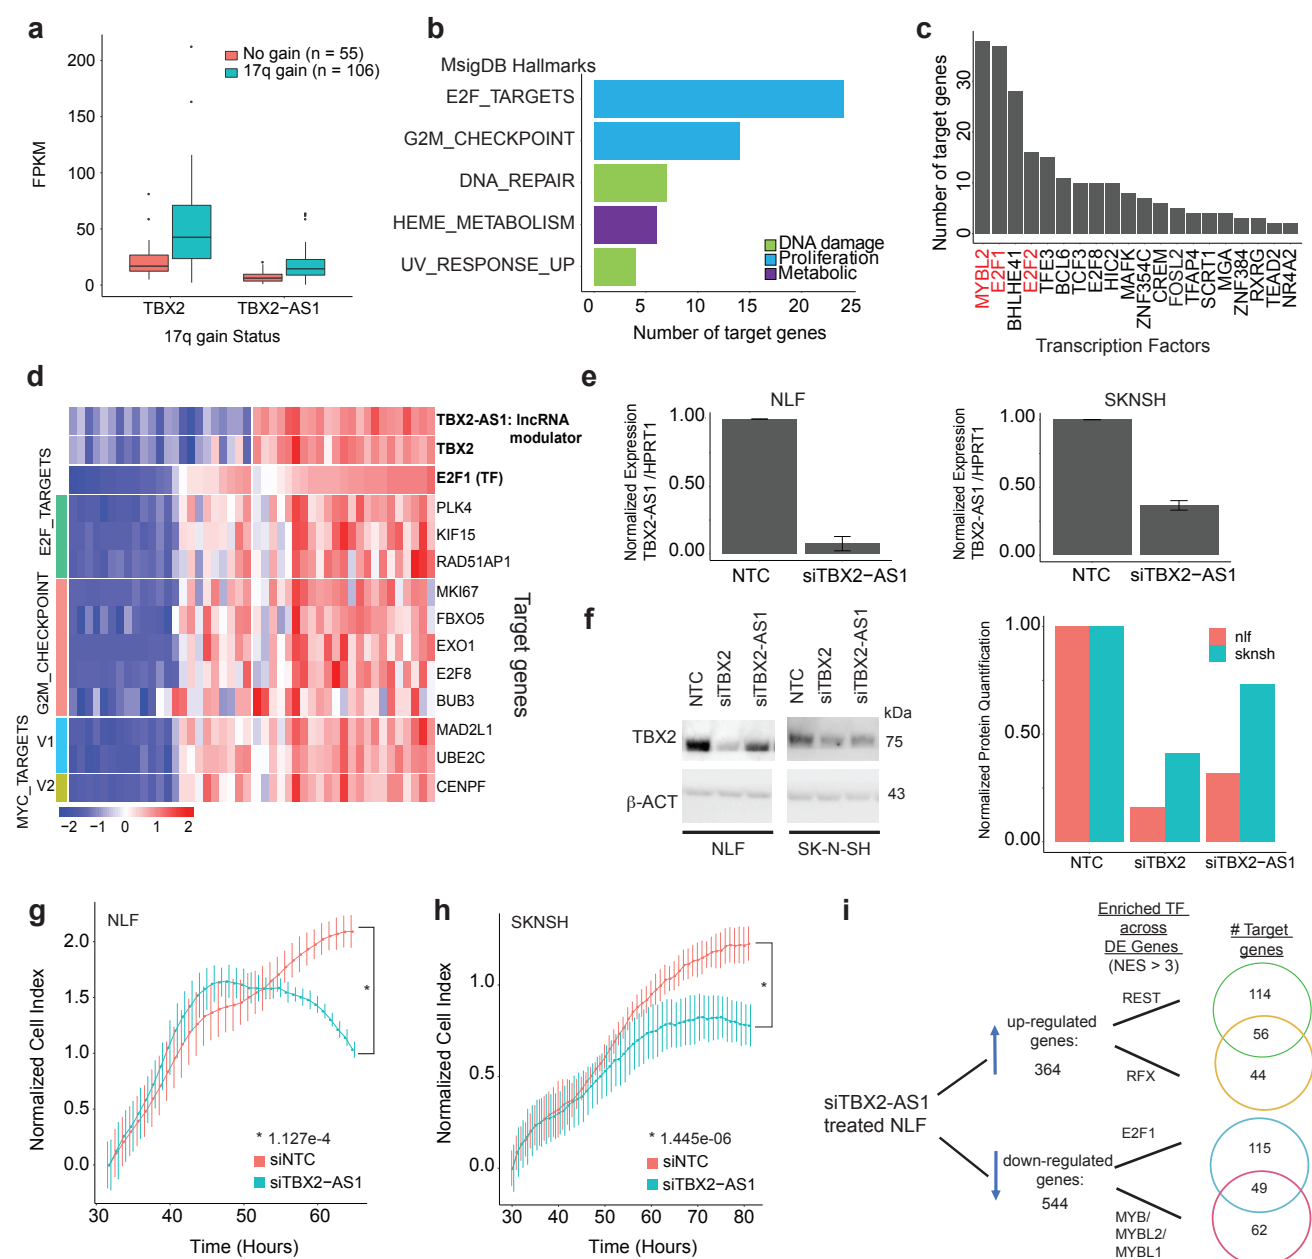 a
200
150
100
50
0
FPKM
No gain (n = 55)
17q gain (n = 106)
TBX2
TBX2−AS1
17q gain Status
b
MsigDB Hallmarks
E2F_TARGETS
G2M_CHECKPOINT
DNA_REPAIR
HEME_METABOLISM
UV_RESPONSE_UP
DNA damage
Proliferation
Metabolic
0 5 10 15 20 25
Number of target genes
c
Number of target genes
30
20
10
0
MYBL2
E2F1
BHLHE41
E2F2
TFE3
BCL6
TCF3
E2F8
HIC2
MAFK
ZNF354C
CREM
FOSL2
TFAP4
SCRT1
MGA
ZNF384
RXRG
TEAD2
NR4A2
Transcription Factors
d
TBX2-AS1: lncRNA
modulator
TBX2
E2F1 (TF)
PLK4
KIF15
RAD51AP1
MKI67
FBXO5
EXO1
E2F8
BUB3
MAD2L1
UBE2C
CENPF
Target genes
E2F_TARGETS
G2M_CHECKPOINT
MYC_TARGETS
V1
V2
−2 −1 0 1 2
e
NLF
Normalized Expression
TBX2-AS1 /HPRT1
1.00
0.50
0.00
NTC
siTBX2−AS1
SKNSH
Normalized Expression
TBX2-AS1 /HPRT1
1.00
0.50
0.00
NTC
siTBX2−AS1
f
NTC
siTBX2
siTBX2-AS1
NTC
siTBX2
siTBX2-AS1
kDa
TBX2
75
β-ACT
43
NLF
SK-N-SH
Normalized Protein Quantification
1.00
0.50
0.00
nlf
sknsh
NTC
siTBX2
siTBX2−AS1
g
NLF
Normalized Cell Index
2.0
1.5
1.0
0.5
0.0
*
* 1.127e-4
siNTC
siTBX2−AS1
30 40 50 60
Time (Hours)
h
SKNSH
Normalized Cell Index
1.0
0.5
0.0
*
* 1.445e-06
siNTC
siTBX2−AS1
30 40 50 60 70 80
Time (Hours)
i
Enriched TF
across
DE Genes
(NES > 3)
# Target
genes
siTBX2-AS1
treated NLF
up-regulated
genes:
364
REST
RFX
114
56
44
down-regulated
genes:
544
E2F1
MYB/
MYBL2/
MYBL1
115
49
62